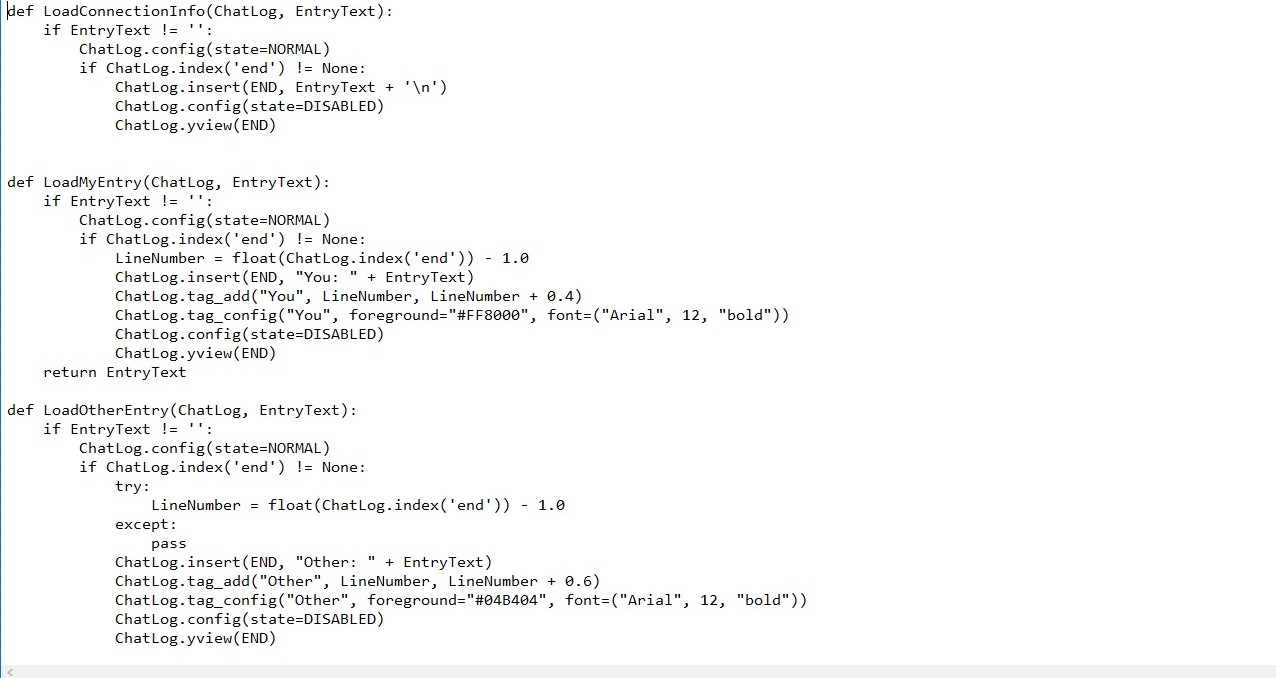 def LoadConnectionInfo(ChatLog, EntryText):
    if EntryText != '':
        ChatLog.config(state=NORMAL)
        if ChatLog.index('end') != None:
            ChatLog.insert(END, EntryText + '\n')
            ChatLog.config(state=DISABLED)
            ChatLog.yview(END)


def LoadMyEntry(ChatLog, EntryText):
    if EntryText != '':
        ChatLog.config(state=NORMAL)
        if ChatLog.index('end') != None:
            LineNumber = float(ChatLog.index('end')) - 1.0
            ChatLog.insert(END, "You: " + EntryText)
            ChatLog.tag_add("You", LineNumber, LineNumber + 0.4)
            ChatLog.tag_config("You", foreground="#FF8000", font=("Arial", 12, "bold"))
            ChatLog.config(state=DISABLED)
            ChatLog.yview(END)
    return EntryText

def LoadOtherEntry(ChatLog, EntryText):
    if EntryText != '':
        ChatLog.config(state=NORMAL)
        if ChatLog.index('end') != None:
            try:
                LineNumber = float(ChatLog.index('end')) - 1.0
            except:
                pass
            ChatLog.insert(END, "Other: " + EntryText)
            ChatLog.tag_add("Other", LineNumber, LineNumber + 0.6)
            ChatLog.tag_config("Other", foreground="#04B404", font=("Arial", 12, "bold"))
            ChatLog.config(state=DISABLED)
            ChatLog.yview(END)